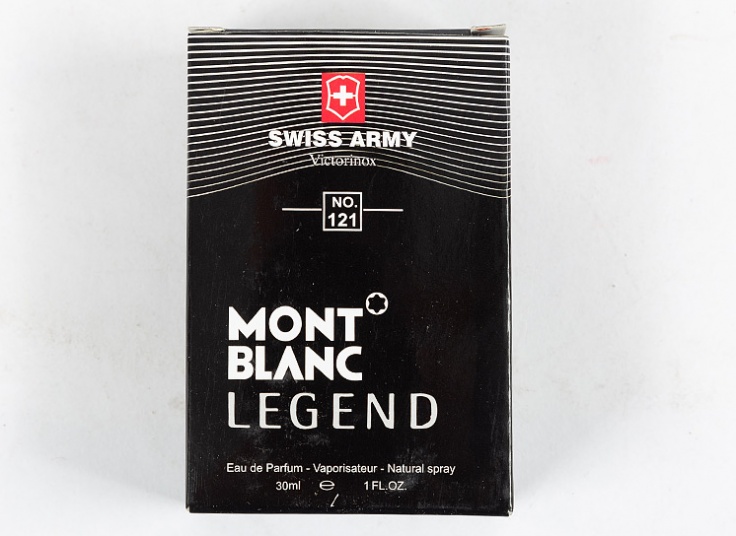 SWISS ARMY
Victorinox
NO.
121
MONT
BLANC
LEGEND
Eau de Parfum - Vaporisateur - Natural spray
30ml ℮ 1 FL.OZ.